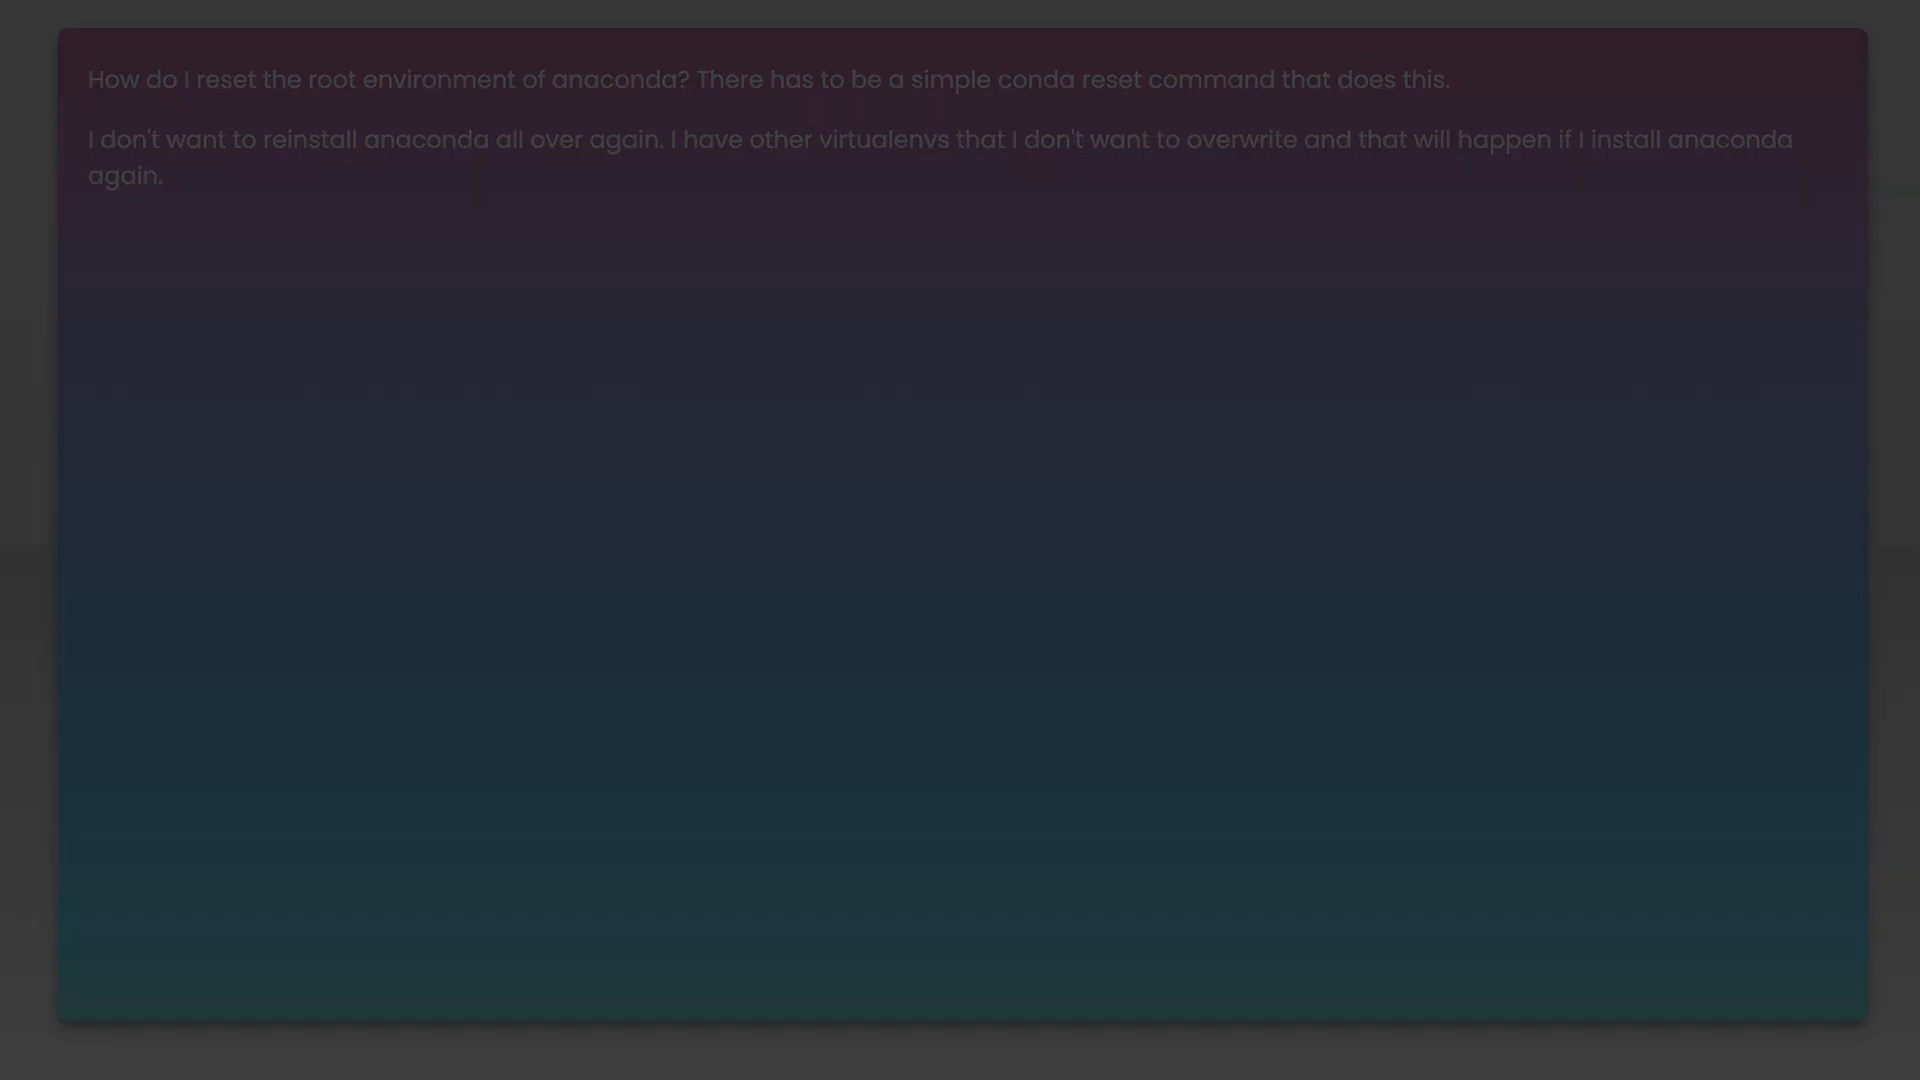 How do I reset the root environment of anaconda? There has to be a simple conda reset command that does this.
I don't want to reinstall anaconda all over again. I have other virtualenvs that I don't want to overwrite and that will happen if I install anaconda
again.